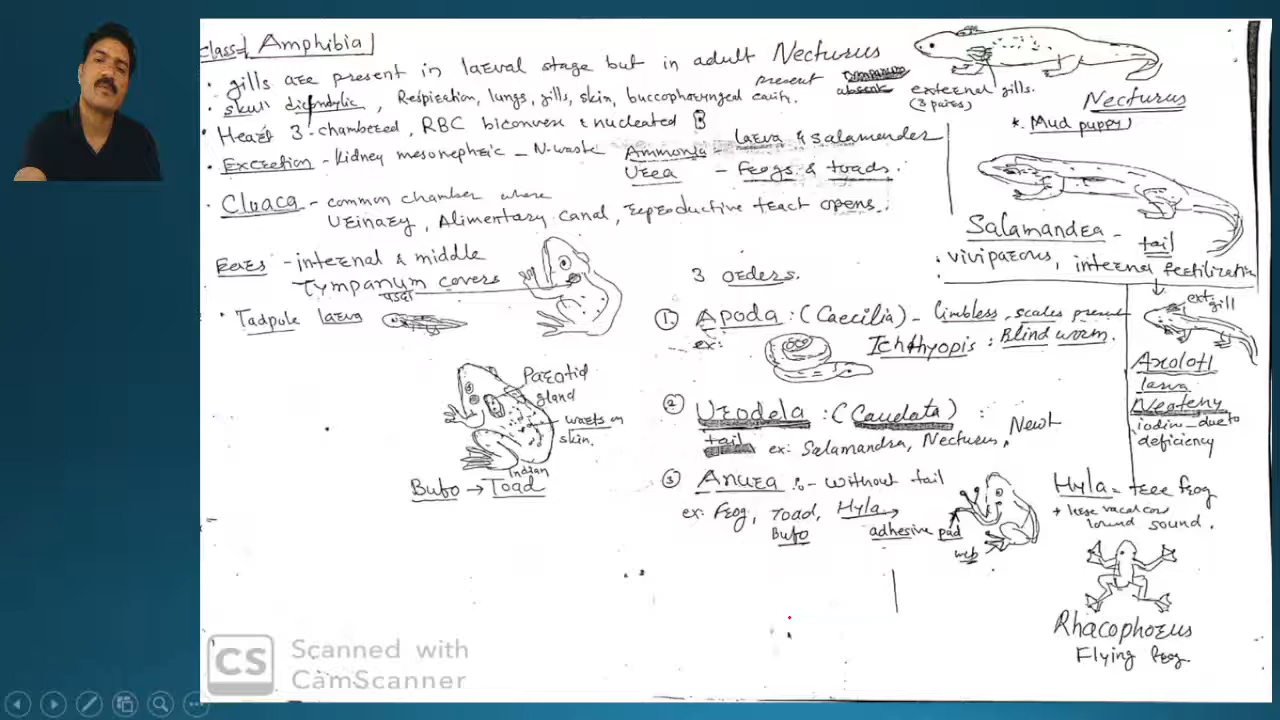 class= Amphibia
• gills are present in larval stage but in adult Necturus
• skull dicondylic, Respiration, lungs, gills, skin, buccopharyngeal cavity.
present
absent
external gills.
(3 pairs)
Necturus
*. Mud puppy
• Heart 3-chambered, RBC biconvex & nucleated
• Excretion - kidney mesonephric - N-waste Ammonia - larva & salamander
Urea - Frogs & toads.
• Cloaca - common chamber where
Urinary, Alimentary canal, reproductive tract opens.
Salamandra - tail
• viviparous, internal fertilization
Ears - internal & middle
Tympanum covers
• Tadpole larva
3 orders.
① Apoda : (Caecilia) - limbless, scales present
ex: Ichthyopis : Blind worm.
ext gill
Axolotl
larva
Neoteny
iodine due to
deficiency
Parotid
gland
warts on
skin.
Indian
Bufo → Toad
② Urodela : (Caudata) :
tail ex: Salamandra, Necturus, Newt
③ Anura :- without tail
ex: Frog, Toad, Hyla →
Bufo
adhesive pad
web
Hyla = tree frog
sound.
Rhacophorus
Flying frog
CS Scanned with
CamScanner